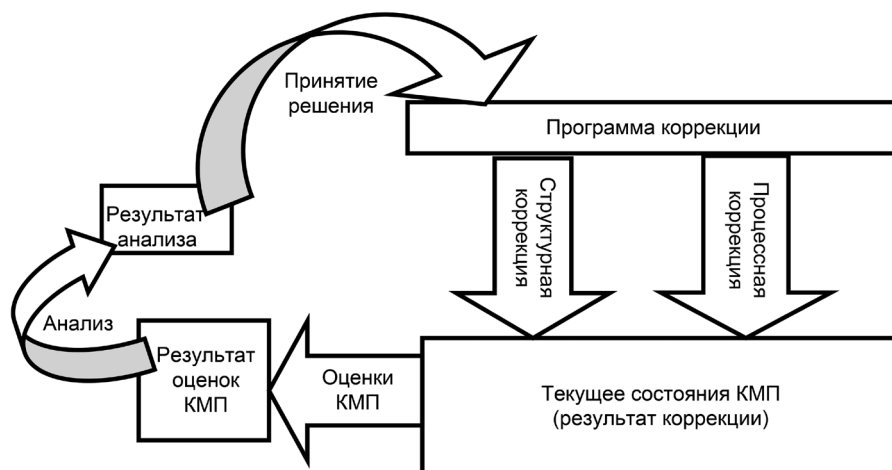 Принятие
решения
Программа коррекции
Структурная
коррекция
Процессная
коррекция
Результат
анализа
Анализ
Результат
оценок
КМП
Оценки
КМП
Текущее состояния КМП
(результат коррекции)